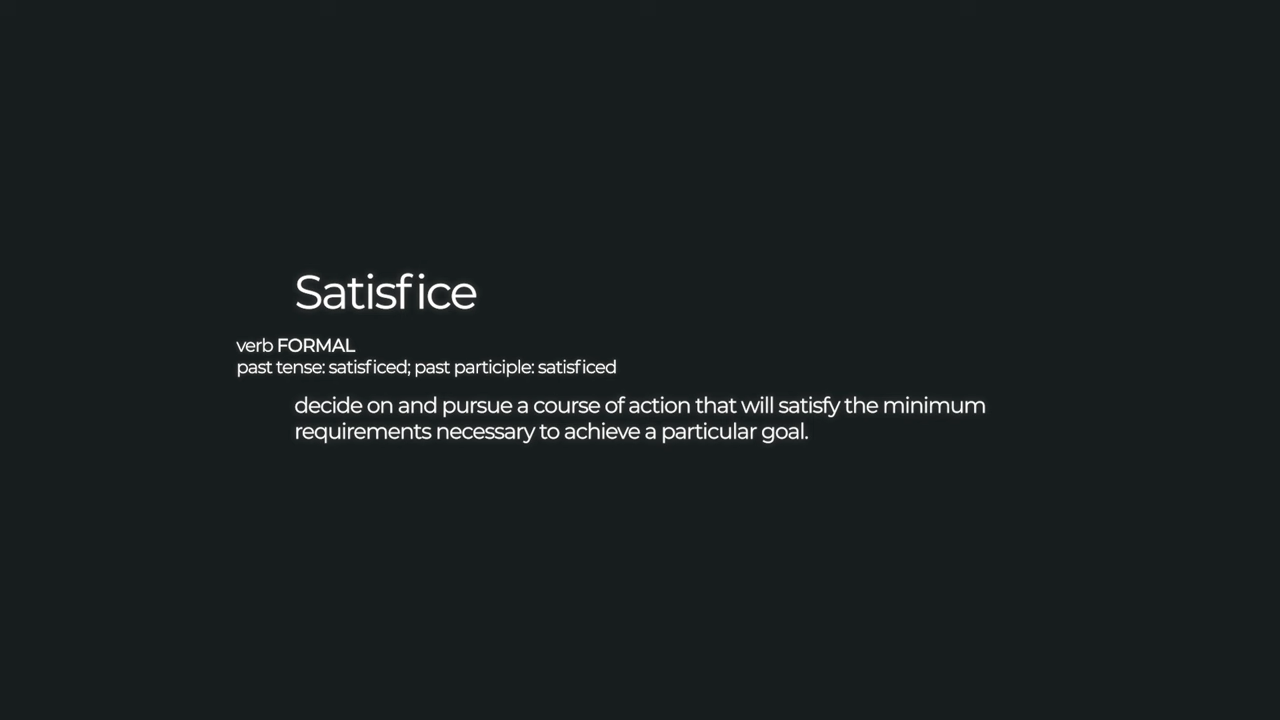 Satisfice
verb FORMAL
past tense: satisficed; past participle: satisficed
decide on and pursue a course of action that will satisfy the minimum
requirements necessary to achieve a particular goal.